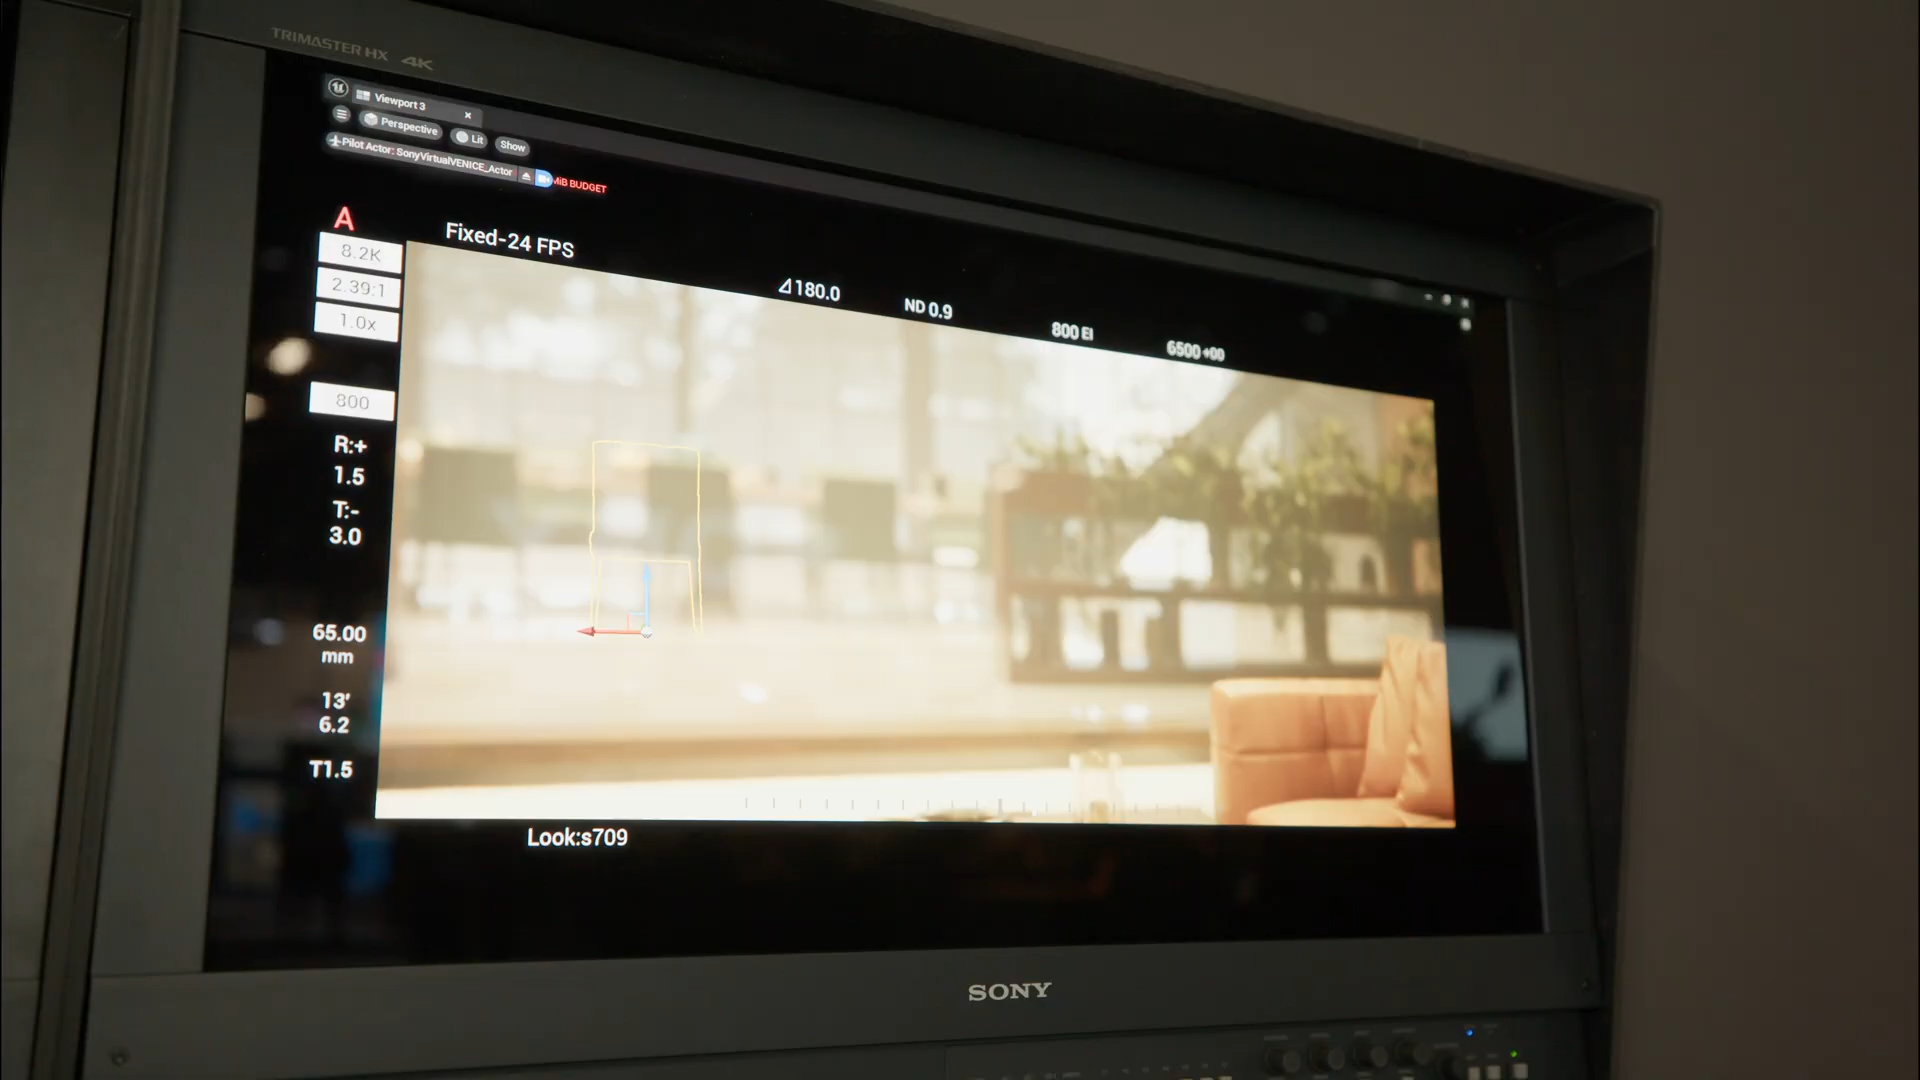 TRIMASTER HX 4K
Viewport 3
Perspective
Lit
Show
Pilot Actor: SonyVirtualVENICE_Actor
MiB BUDGET
A
Fixed-24 FPS
180.0
ND 0.9
800 EI
6500+00
8.2K
2.39:1
1.0x
800
R:+
1.5
T:-
3.0
65.00
mm
13'
6.2
T1.5
Look:s709
SONY